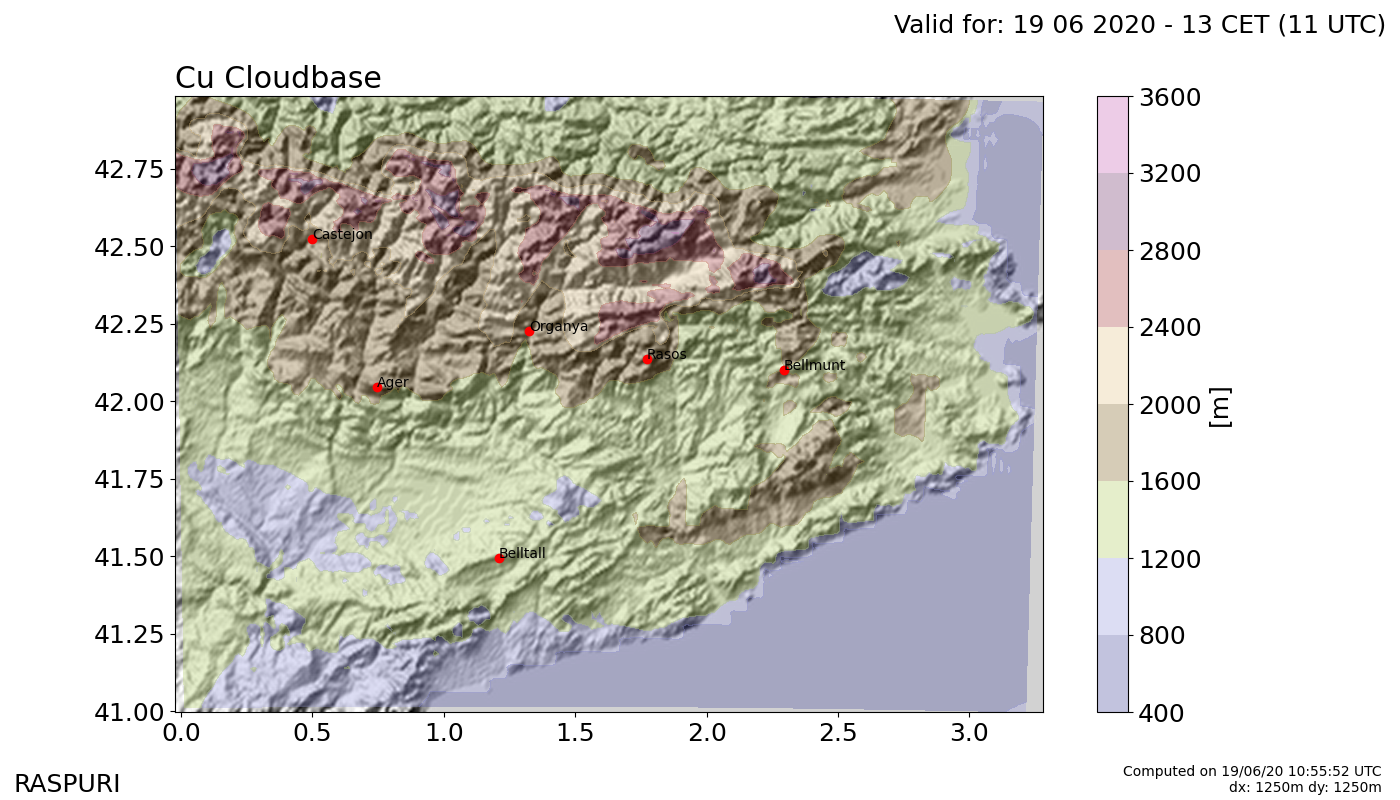 Valid for: 19 06 2020 - 13 CET (11 UTC)
Cu Cloudbase
3600
3200
2800
2400
2000
1600
1200
800
400
[m]
42.75
42.50
42.25
42.00
41.75
41.50
41.25
41.00
Castejon
Organya
Rasos
Bellmunt
Ager
Belltall
0.0 0.5 1.0 1.5 2.0 2.5 3.0
RASPURI
Computed on 19/06/20 10:55:52 UTC
dx: 1250m dy: 1250m